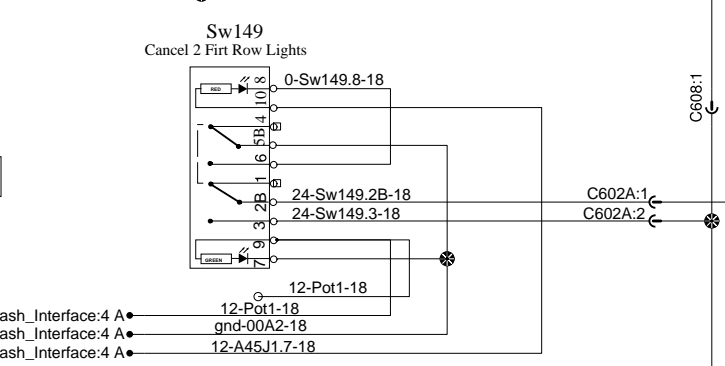 Sw149
Cancel 2 Firt Row Lights
RED
8
0-Sw149.8-18
10
4
5B
6
1
2B
24-Sw149.2B-18
C602A:1
3
24-Sw149.3-18
C602A:2
9
GREEN
7
C608:1
12-Pot1-18
ash_Interface:4 A
12-Pot1-18
ash_Interface:4 A
gnd-00A2-18
ash_Interface:4 A
12-A45J1.7-18